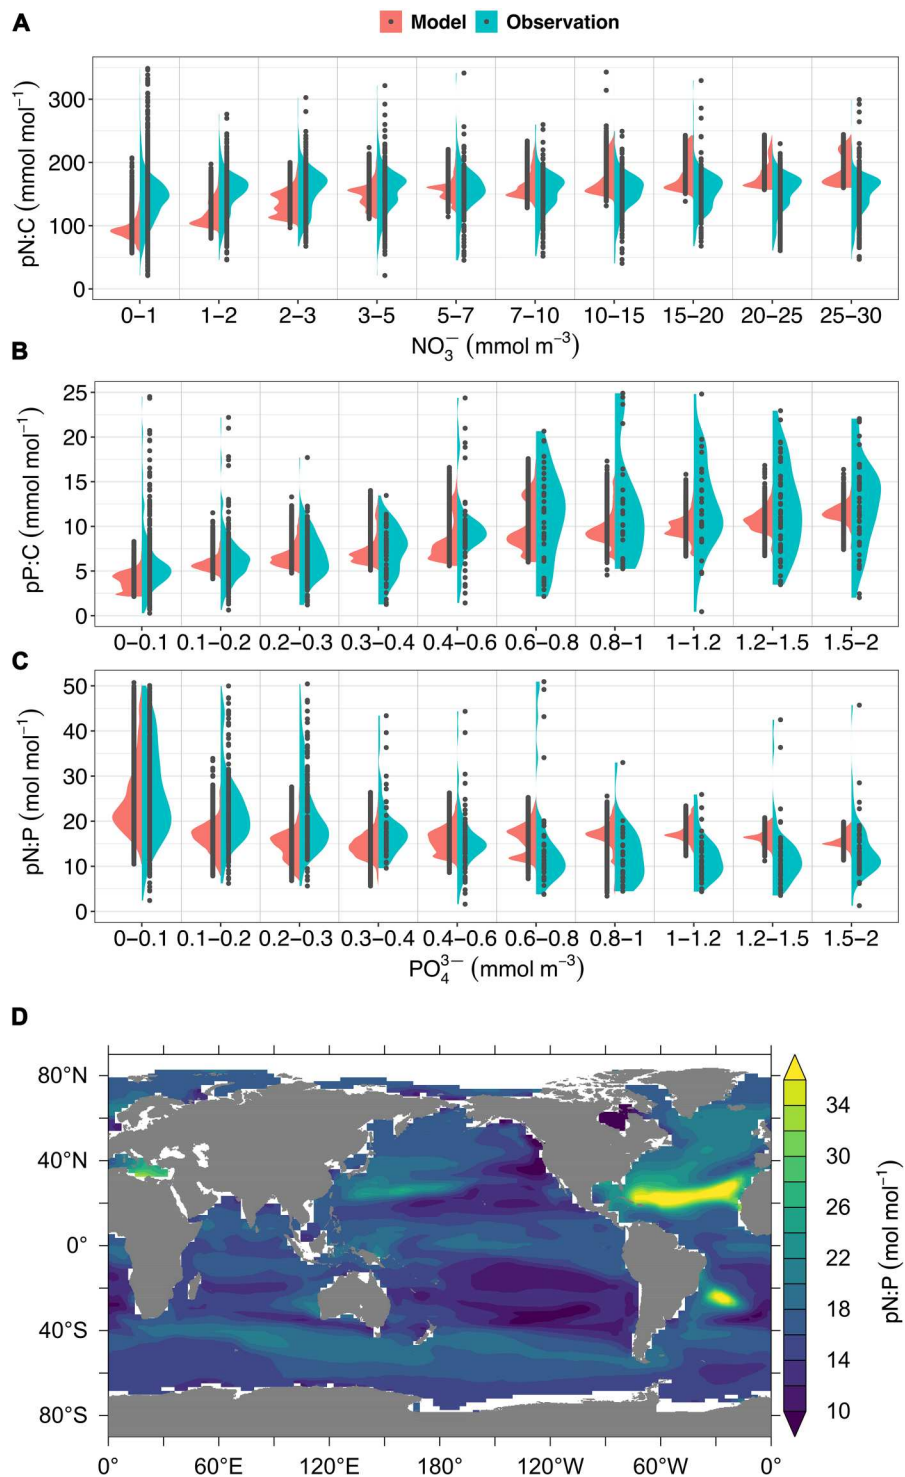 A
Model Observation
pN:C (mmol mol⁻¹)
300
200
100
0
0−1 1−2 2−3 3−5 5−7 7−10 10−15 15−20 20−25 25−30
NO₃⁻ (mmol m⁻³)
B
pP:C (mmol mol⁻¹)
25
20
15
10
5
0
0−0.1 0.1−0.2 0.2−0.3 0.3−0.4 0.4−0.6 0.6−0.8 0.8−1 1−1.2 1.2−1.5 1.5−2
C
pN:P (mol mol⁻¹)
50
40
30
20
10
0
0−0.1 0.1−0.2 0.2−0.3 0.3−0.4 0.4−0.6 0.6−0.8 0.8−1 1−1.2 1.2−1.5 1.5−2
PO₄³⁻ (mmol m⁻³)
D
80°N
40°N
0°
40°S
80°S
0° 60°E 120°E 180° 120°W 60°W 0°
34
30
26
22
18
14
10
pN:P (mol mol⁻¹)